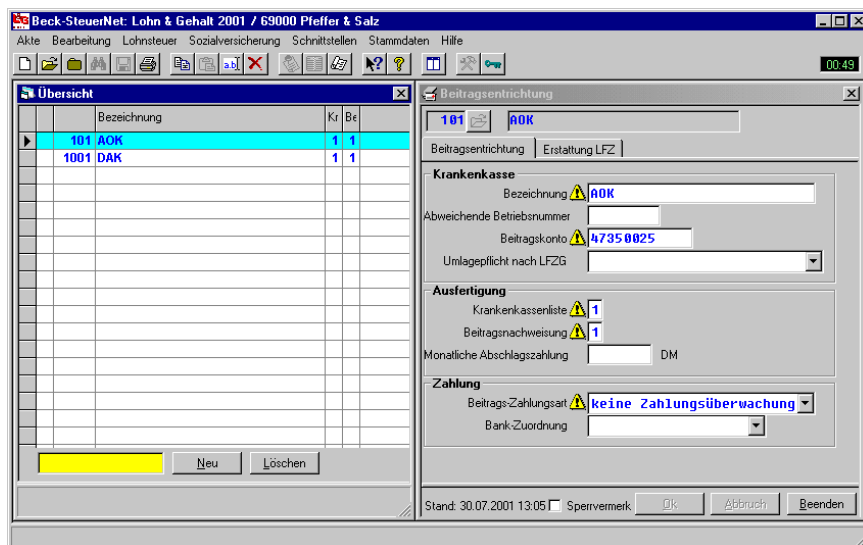 Beck-SteuerNet: Lohn & Gehalt 2001 / 69000 Pfeffer & Salz
Akte Bearbeitung Lohnsteuer Sozialversicherung Schnittstellen Stammdaten Hilfe
00:49
Übersicht
Bezeichnung Kr Be
101 AOK 1 1
1001 DAK 1 1
Neu Löschen
Beitragsentrichtung
101 AOK
Beitragsentrichtung Erstattung LFZ
Krankenkasse
Bezeichnung AOK
Abweichende Betriebsnummer
Beitragskonto 47350025
Umlagepflicht nach LFZG
Ausfertigung
Krankenkassenliste 1
Beitragsnachweisung 1
Monatliche Abschlagszahlung DM
Zahlung
Beitrags-Zahlungsart keine Zahlungsüberwachung
Bank-Zuordnung
Stand: 30.07.2001 13:05 Sperrvermerk Ok Abbruch Beenden